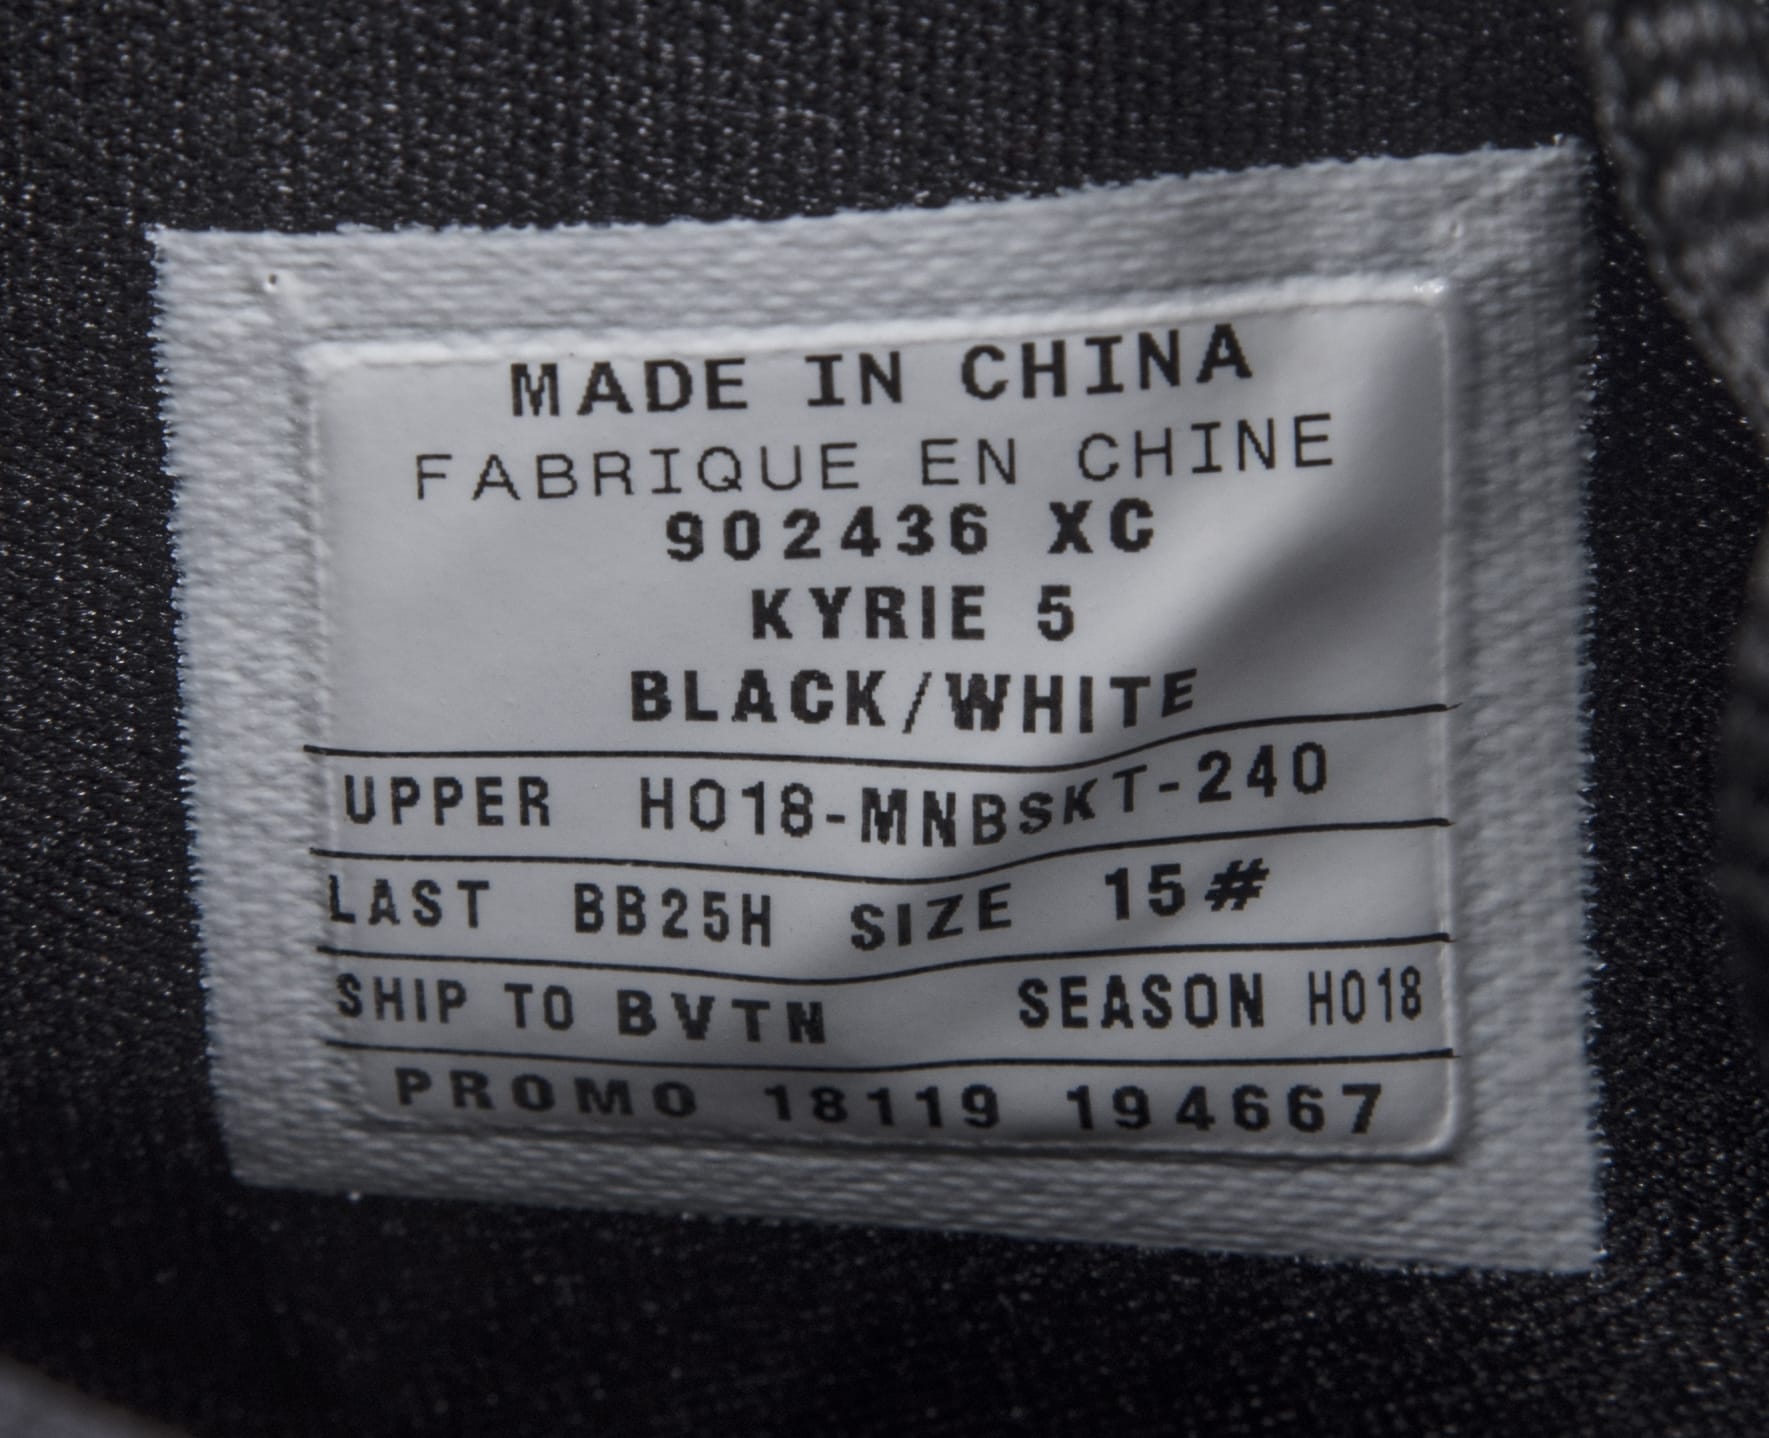 MADE IN CHINA
FABRIQUE EN CHINE
902436 XC
KYRIE 5
BLACK/WHITE
UPPER HO18-MNBSKT-240
LAST BB25H SIZE 15#
SHIP TO BVTN SEASON HO18
PROMO 18119 194667